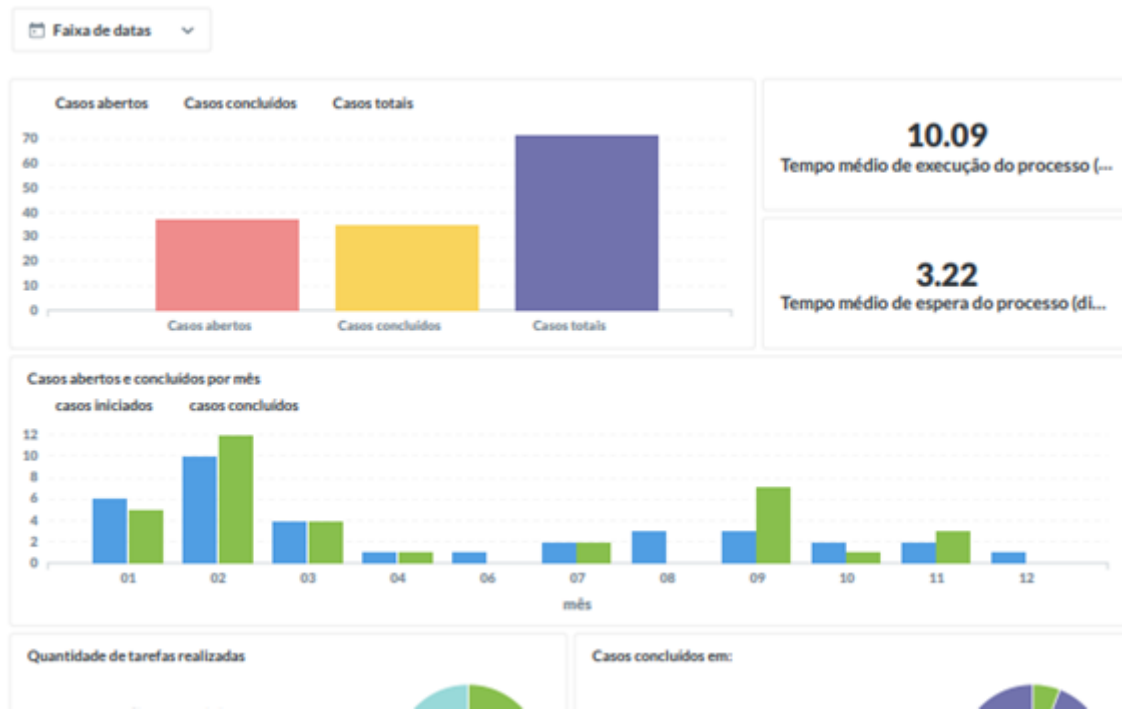 Faixa de datas
Casos abertos Casos concluídos Casos totais
70
60
50
40
30
20
10
0
Casos abertos Casos concluídos Casos totais
10.09
Tempo médio de execução do processo (...
3.22
Tempo médio de espera do processo (di...
Casos abertos e concluídos por mês
casos iniciados casos concluídos
12
10
8
6
4
2
0
01 02 03 04 06 07 08 09 10 11 12
mês
Quantidade de tarefas realizadas
Casos concluídos em: